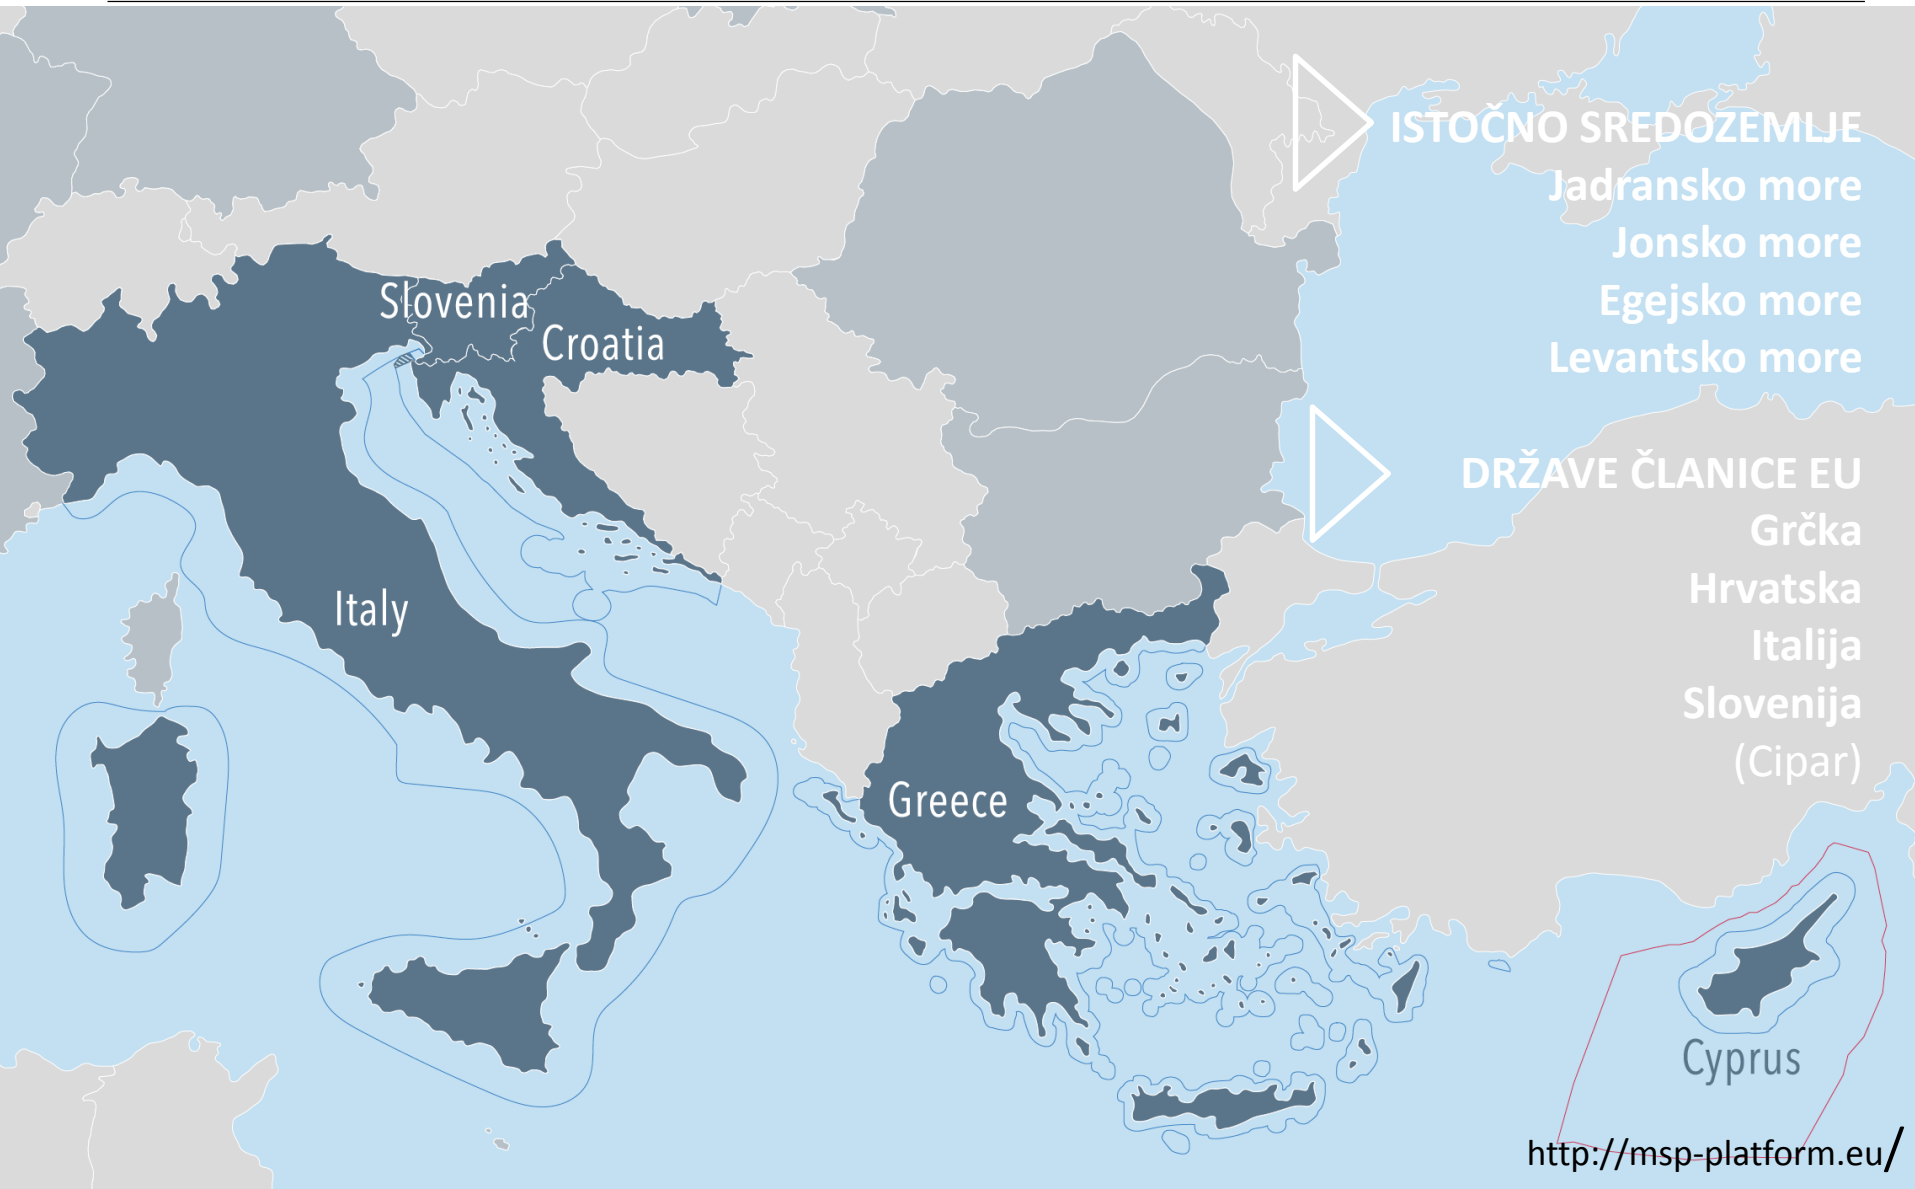 ISTOČNO SREDOZEMLJE
Jadransko more
Jonsko more
Egejsko more
Levantsko more
DRŽAVE ČLANICE EU
Grčka
Hrvatska
Italija
Slovenija
(Cipar)
Slovenia
Croatia
Italy
Greece
Cyprus
http://msp-platform.eu/